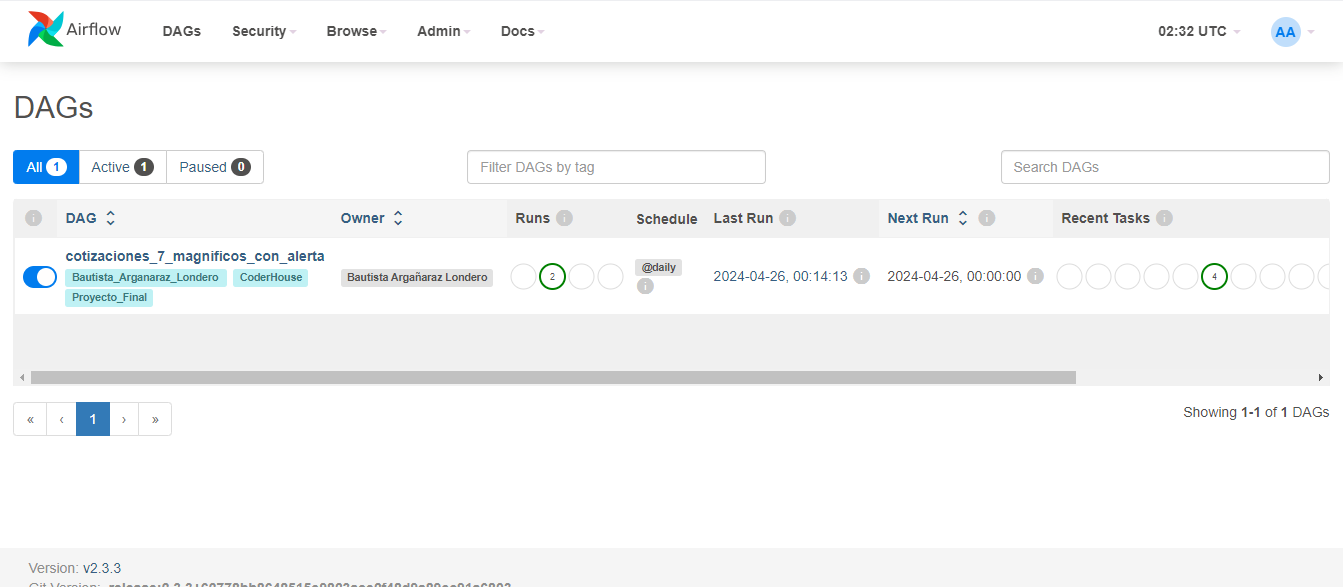 Airflow DAGs Security Browse Admin Docs 02:32 UTC AA
DAGs
All 1 Active 1 Paused 0 Filter DAGs by tag Search DAGs
DAG Owner Runs Schedule Last Run Next Run Recent Tasks
cotizaciones_7_magnificos_con_alerta
Bautista_Arganaraz_Londero CoderHouse
Proyecto_Final
Bautista Argañaraz Londero 2 @daily 2024-04-26, 00:14:13 2024-04-26, 00:00:00 4
« ‹ 1 › » Showing 1-1 of 1 DAGs
Version: v2.3.3
Git Version: